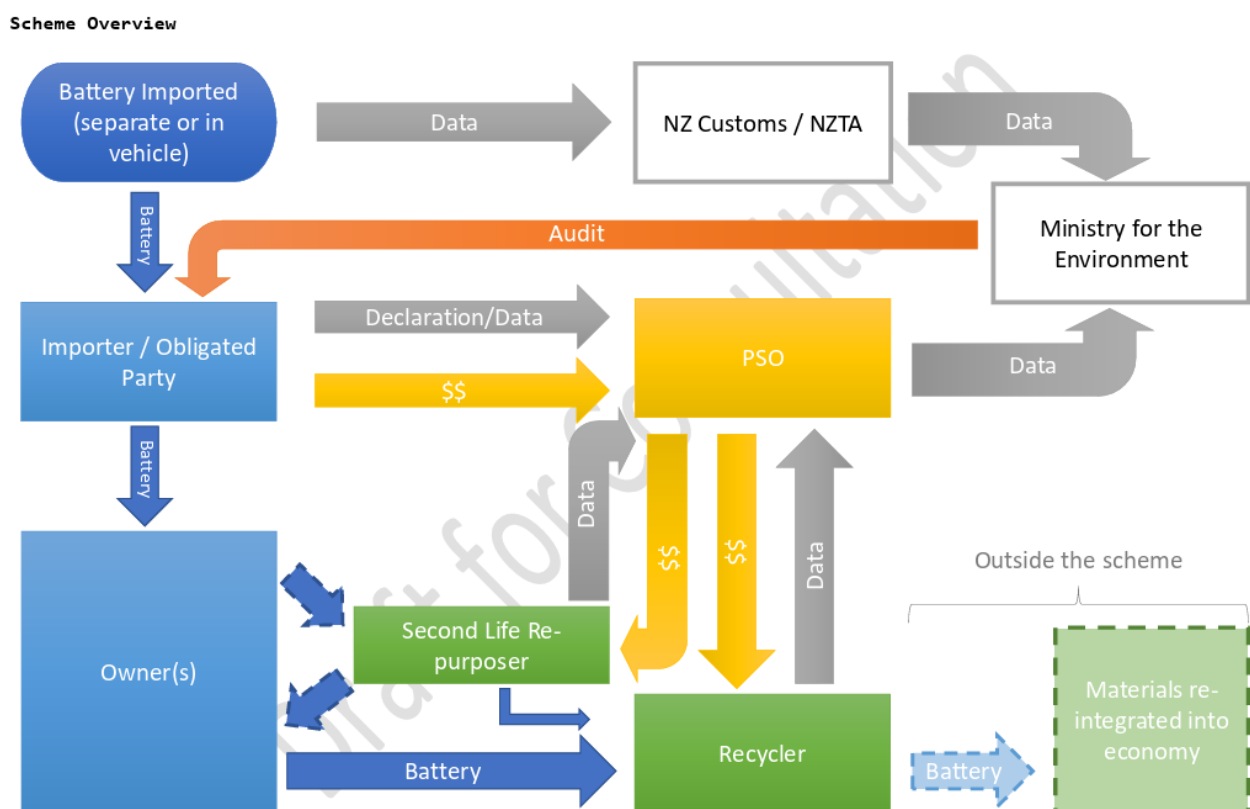 Scheme Overview
Battery Imported
(separate or in
vehicle)
Data
NZ Customs / NZTA
Data
Battery
Audit
Ministry for the
Environment
Importer / Obligated
Party
Declaration/Data
$$
PSO
Data
Battery
Data
$$
$$
Data
Outside the scheme
Owner(s)
Second Life Re-
purposer
Battery
Recycler
Battery
Materials re-
integrated into
economy
Draft for Consultation